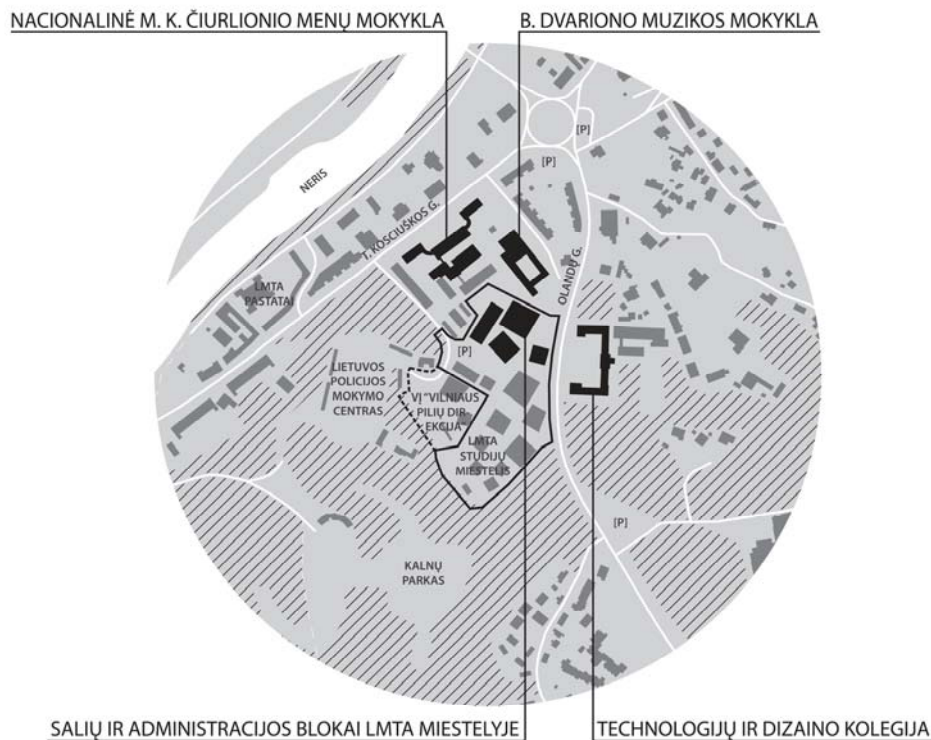 NACIONALINĖ M. K. ČIURLIONIO MENŲ MOKYKLA
B. DVARIONO MUZIKOS MOKYKLA
[P]
[P]
NERIS
T. KOSCIUŠKOS G.
OLANDŲ G.
LMTA
PASTATAI
[P]
LIETUVOS
POLICIJOS
MOKYMO
CENTRAS
VĮ "VILNIAUS
PILIŲ DIR
EKCIJA"
LMTA
STUDIJŲ
MIESTELIS
[P]
KALNŲ
PARKAS
SALIŲ IR ADMINISTRACIJOS BLOKAI LMTA MIESTELYJE
TECHNOLOGIJŲ IR DIZAINO KOLEGIJA